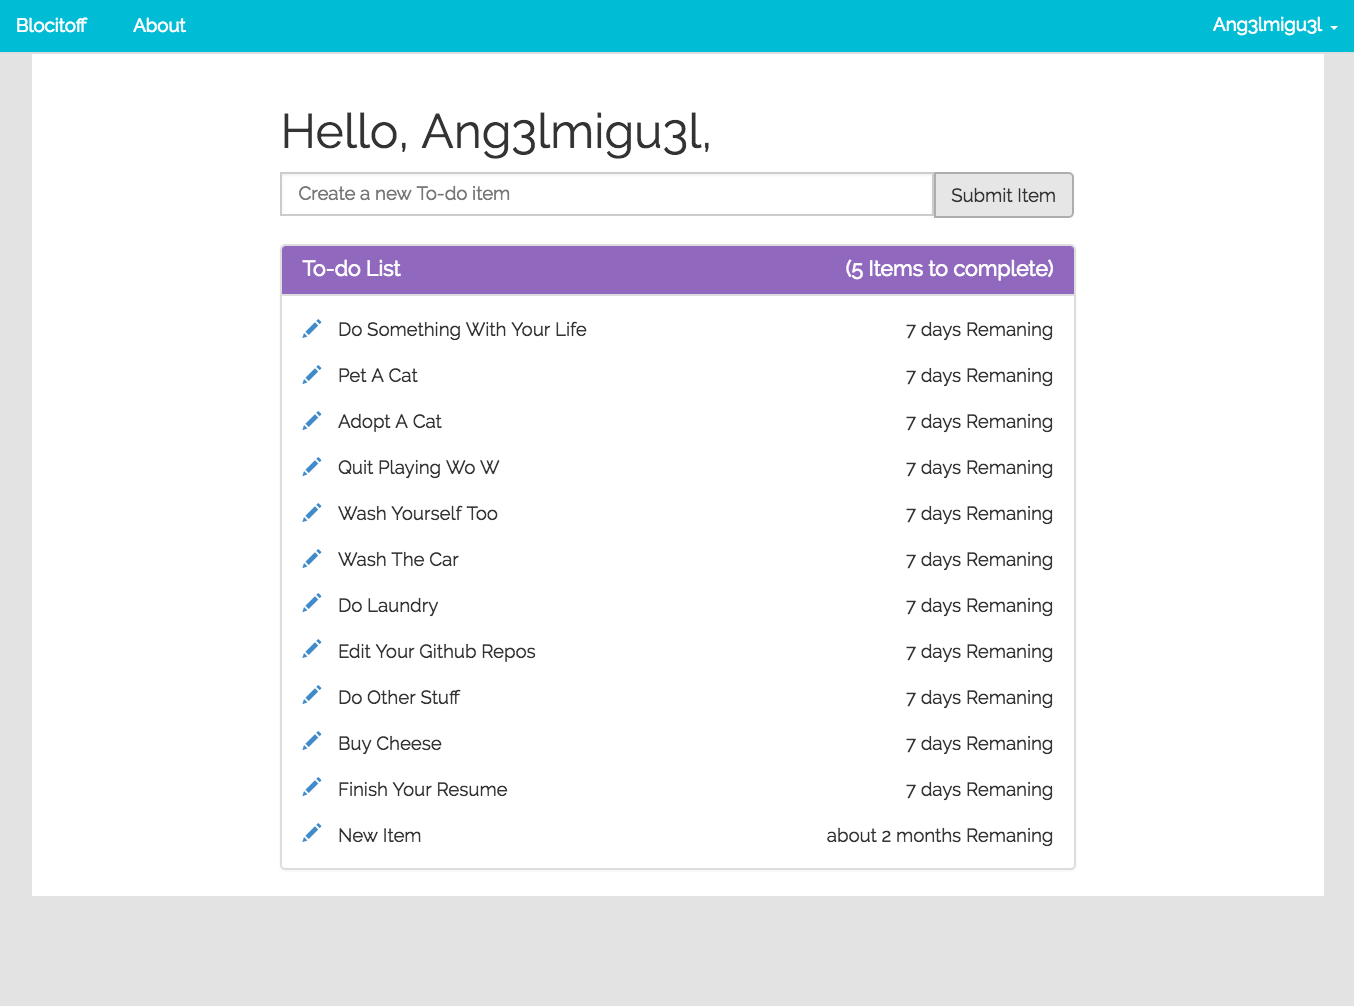 Blocitoff About Ang3lmigu3l
Hello, Ang3lmigu3l,
Create a new To-do item Submit Item
To-do List (5 Items to complete)
Do Something With Your Life 7 days Remaning
Pet A Cat 7 days Remaning
Adopt A Cat 7 days Remaning
Quit Playing Wo W 7 days Remaning
Wash Yourself Too 7 days Remaning
Wash The Car 7 days Remaning
Do Laundry 7 days Remaning
Edit Your Github Repos 7 days Remaning
Do Other Stuff 7 days Remaning
Buy Cheese 7 days Remaning
Finish Your Resume 7 days Remaning
New Item about 2 months Remaning